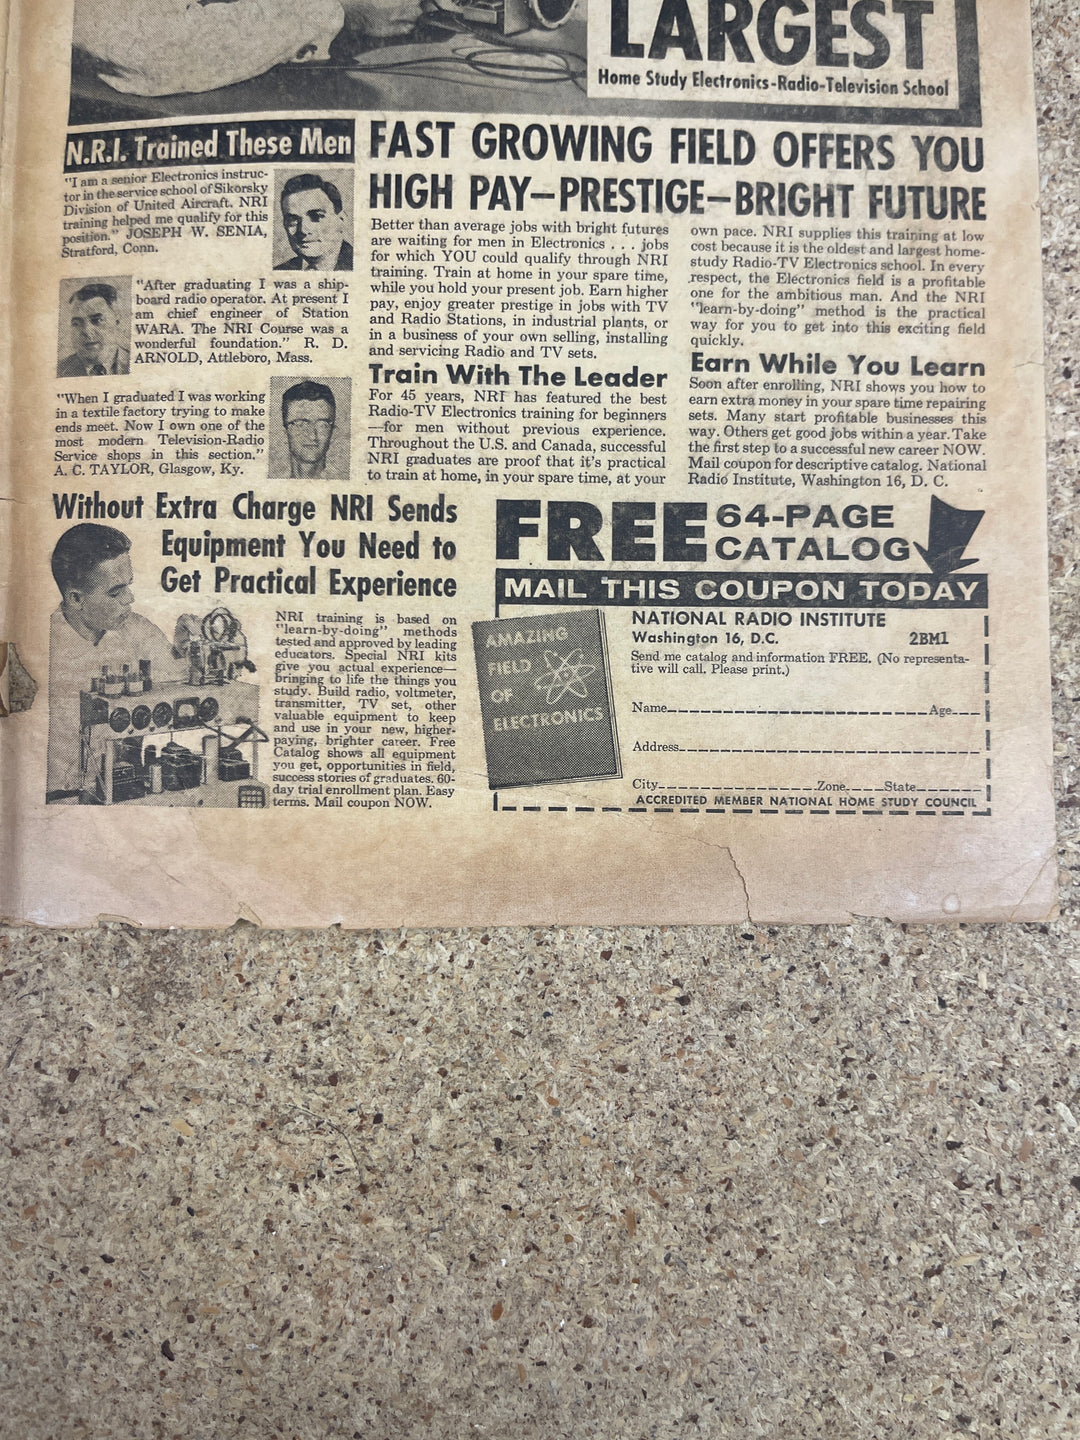 LARGEST
Home Study Electronics-Radio-Television School
N.R.I. Trained These Men
"I am a senior Electronics instruc-
tor in the service school of Sikorsky
Division of United Aircraft. NRI
training helped me qualify for this
position." JOSEPH W. SENIA,
Stratford, Conn.
"After graduating I was a ship-
board radio operator. At present I
am chief engineer of Station
WARA. The NRI Course was a
wonderful foundation." R. D.
ARNOLD, Attleboro, Mass.
"When I graduated I was working
in a textile factory trying to make
ends meet. Now I own one of the
most modern Television-Radio
Service shops in this section."
A. C. TAYLOR, Glasgow, Ky.
FAST GROWING FIELD OFFERS YOU
HIGH PAY—PRESTIGE—BRIGHT FUTURE
Better than average jobs with bright futures
are waiting for men in Electronics . . . jobs
for which YOU could qualify through NRI
training. Train at home in your spare time,
while you hold your present job. Earn higher
pay, enjoy greater prestige in jobs with TV
and Radio Stations, in industrial plants, or
in a business of your own selling, installing
and servicing Radio and TV sets.
Train With The Leader
For 45 years, NRI has featured the best
Radio-TV Electronics training for beginners
—for men without previous experience.
Throughout the U.S. and Canada, successful
NRI graduates are proof that it's practical
to train at home, in your spare time, at your
own pace. NRI supplies this training at low
cost because it is the oldest and largest home-
study Radio-TV Electronics school. In every
respect, the Electronics field is a profitable
one for the ambitious man. And the NRI
"learn-by-doing" method is the practical
way for you to get into this exciting field
quickly.
Earn While You Learn
Soon after enrolling, NRI shows you how to
earn extra money in your spare time repairing
sets. Many start profitable businesses this
way. Others get good jobs within a year. Take
the first step to a successful new career NOW.
Mail coupon for descriptive catalog. National
Radio Institute, Washington 16, D. C.
Without Extra Charge NRI Sends
Equipment You Need to
Get Practical Experience
NRI training is based on
"learn-by-doing" methods
tested and approved by leading
educators. Special NRI kits
give you actual experience—
bringing to life the things you
study. Build radio, voltmeter,
transmitter, TV set, other
valuable equipment to keep
and use in your new, higher-
paying, brighter career. Free
Catalog shows all equipment
you get, opportunities in field,
success stories of graduates. 60-
day trial enrollment plan. Easy
terms. Mail coupon NOW.
FREE 64-PAGE
CATALOG
MAIL THIS COUPON TODAY
AMAZING
FIELD
OF
ELECTRONICS
NATIONAL RADIO INSTITUTE
Washington 16, D.C. 2BM1
Send me catalog and information FREE. (No representa-
tive will call. Please print.)
Name Age
Address
City Zone State
ACCREDITED MEMBER NATIONAL HOME STUDY COUNCIL